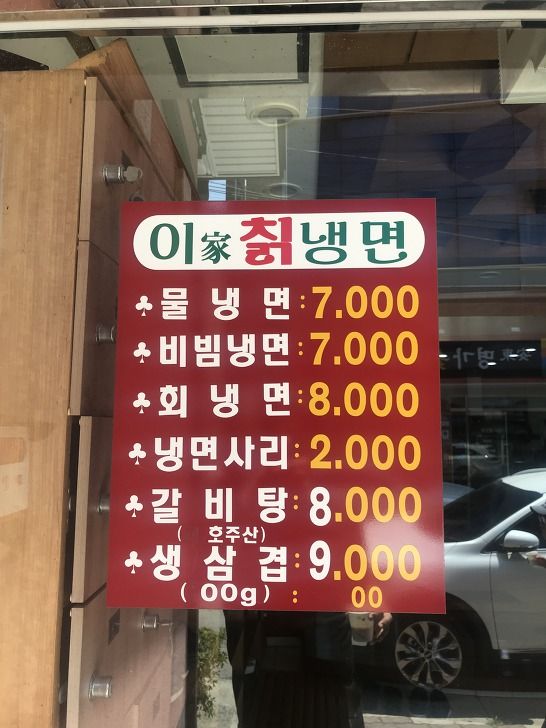 이家칡냉면
♣물냉면:7.000
♣비빔냉면:7.000
♣회냉면:8.000
♣냉면사리:2.000
♣갈비탕:8.000
( 호주산)
♣생삼겹:9.000
( 00g) : 00